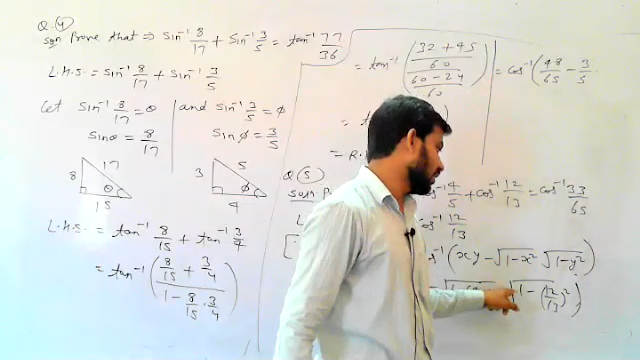 Q. 4
Soln Prove that ⇒ Sin⁻¹ 8/17 + Sin⁻¹ 3/5 = tan⁻¹ 77/36
L.H.S = Sin⁻¹ 8/17 + Sin⁻¹ 3/5
Let Sin⁻¹ 8/17 = θ | and Sin⁻¹ 3/5 = φ
Sinθ = 8/17 Sinφ = 3/5
8 17 θ 15
3 5 φ 4
L.H.S. = tan⁻¹ 8/15 + tan⁻¹ 3/4
= tan⁻¹ ( (8/15 + 3/4) / (1 - 8/15 · 3/4) )
= tan⁻¹ ( ((32 + 45)/60) / ((60 - 24)/60) )
= R.
Q 5
Soln P 4/5 + Cos⁻¹ 12/13 = Cos⁻¹ 33/65
L Cos⁻¹ 12/13
(xy - √1-x² √1-y²)
√1 - (12/13)² )
= Cos⁻¹ ( 48/65 - 3/5 .